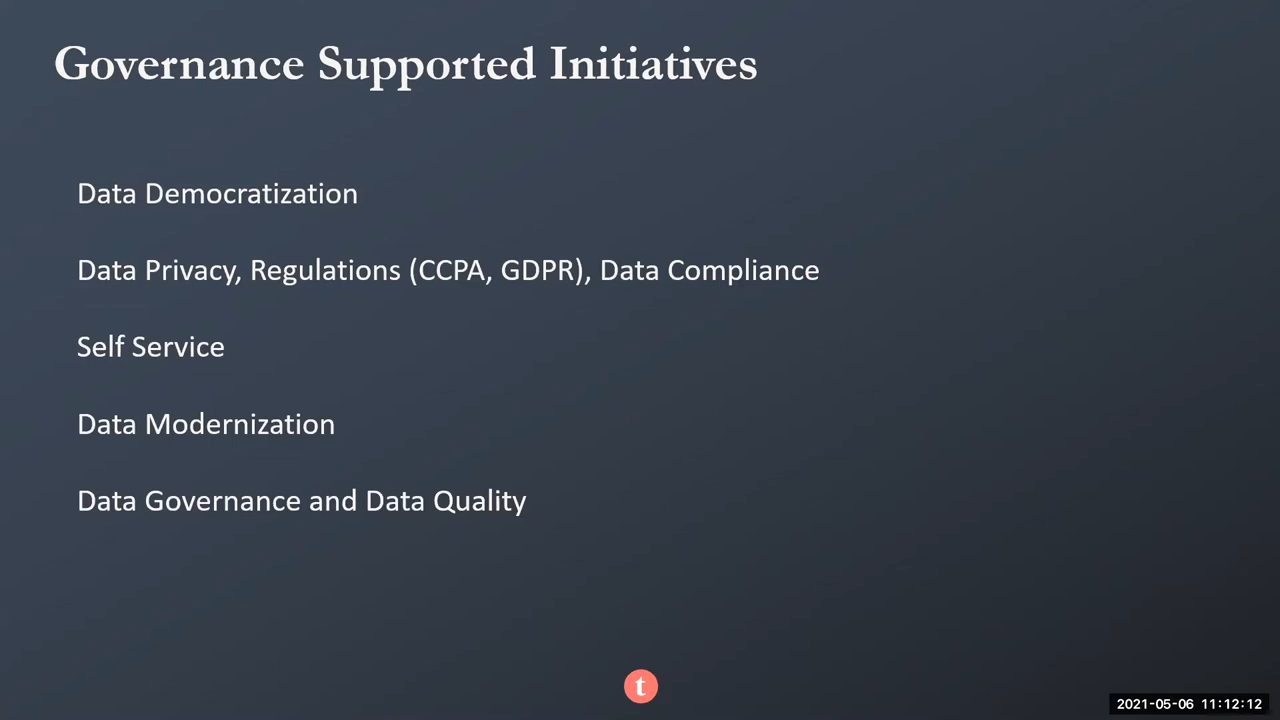 Governance Supported Initiatives
Data Democratization
Data Privacy, Regulations (CCPA, GDPR), Data Compliance
Self Service
Data Modernization
Data Governance and Data Quality
t
2021-05-06 11:12:12